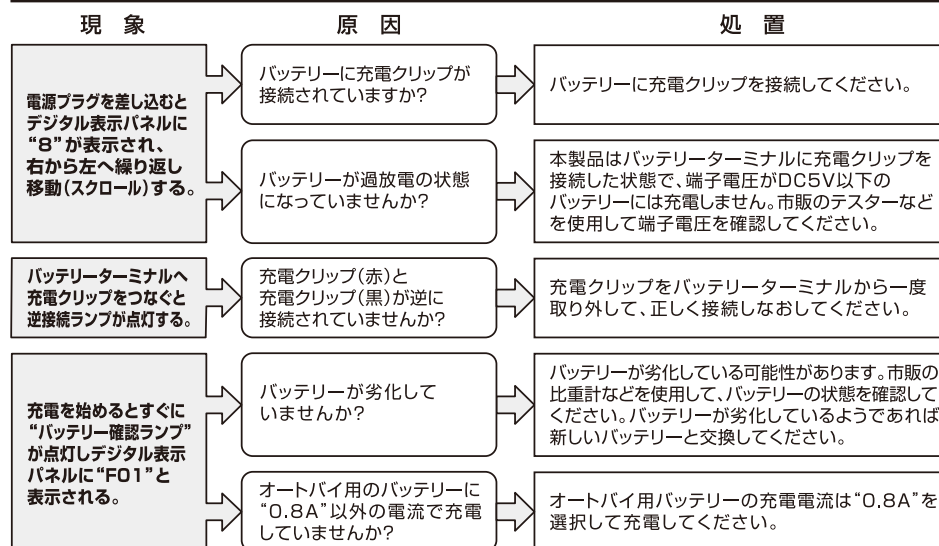 現 象
原 因
処 置
電源プラグを差し込むと
デジタル表示パネルに
“8”が表示され、
右から左へ繰り返し
移動(スクロール)する。
バッテリーに充電クリップが
接続されていますか?
バッテリーに充電クリップを接続してください。
バッテリーが過放電の状態
になっていませんか?
本製品はバッテリーターミナルに充電クリップを
接続した状態で、端子電圧がDC5V以下の
バッテリーには充電しません。市販のテスターなど
を使用して端子電圧を確認してください。
バッテリーターミナルへ
充電クリップをつなぐと
逆接続ランプが点灯する。
充電クリップ(赤)と
充電クリップ(黒)が逆に
接続されていませんか?
充電クリップをバッテリーターミナルから一度
取り外して、正しく接続しなおしてください。
充電を始めるとすぐに
“バッテリー確認ランプ”
が点灯しデジタル表示
パネルに“F01”と
表示される。
バッテリーが劣化して
いませんか?
バッテリーが劣化している可能性があります。市販の
比重計などを使用して、バッテリーの状態を確認して
ください。バッテリーが劣化しているようであれば
新しいバッテリーと交換してください。
オートバイ用のバッテリーに
“0.8A”以外の電流で充電
していませんか?
オートバイ用バッテリーの充電電流は“0.8A”を
選択して充電してください。